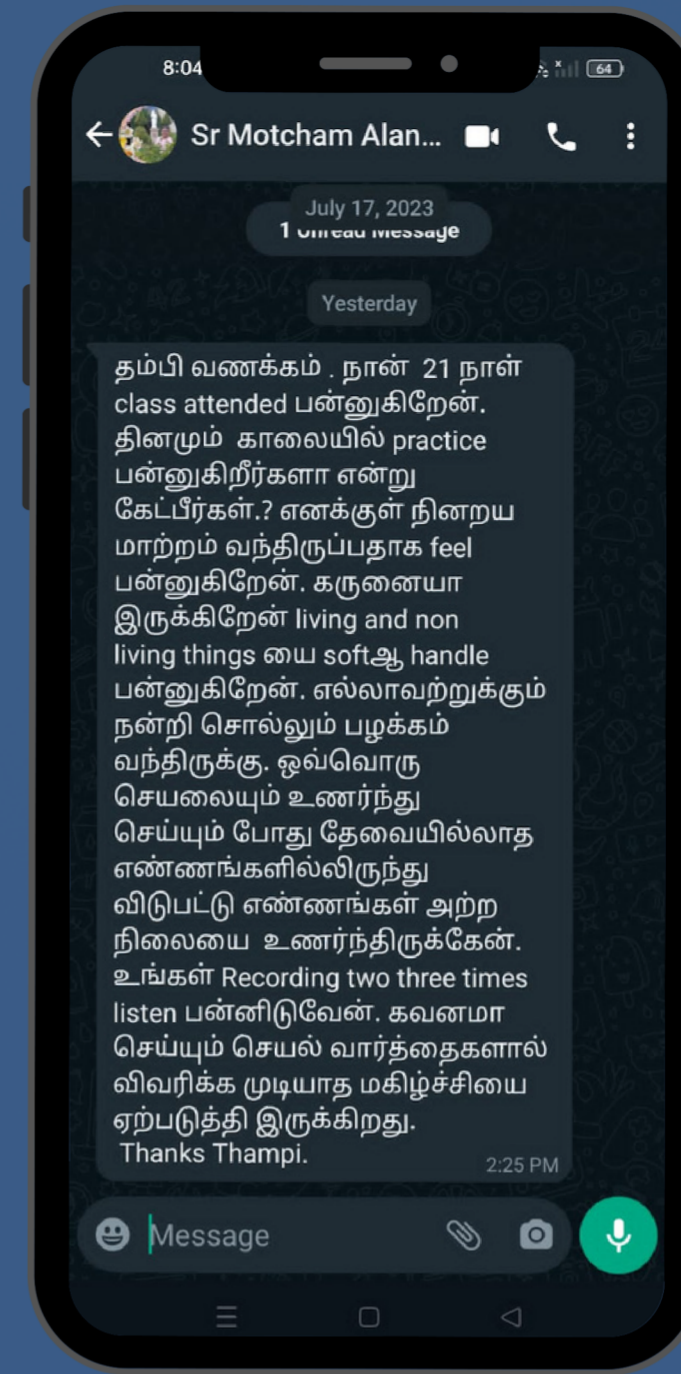 8:04
64
Sr Motcham Alan...
July 17, 2023
1 Unread Message
Yesterday
தம்பி வணக்கம் . நான் 21 நாள்
class attended பன்னுகிறேன்.
தினமும் காலையில் practice
பன்னுகிறீர்களா என்று
கேட்பீர்கள்.? எனக்குள் நினறய
மாற்றம் வந்திருப்பதாக feel
பன்னுகிறேன். கருனையா
இருக்கிறேன் living and non
living things யை softஆ handle
பன்னுகிறேன். எல்லாவற்றுக்கும்
நன்றி சொல்லும் பழக்கம்
வந்திருக்கு. ஒவ்வொரு
செயலையும் உணர்ந்து
செய்யும் போது தேவையில்லாத
எண்ணங்களில்லிருந்து
விடுபட்டு எண்ணங்கள் அற்ற
நிலையை உணர்ந்திருக்கேன்.
உங்கள் Recording two three times
listen பன்னிடுவேன். கவனமா
செய்யும் செயல் வார்த்தைகளால்
விவரிக்க முடியாத மகிழ்ச்சியை
ஏற்படுத்தி இருக்கிறது.
Thanks Thampi.
2:25 PM
Message